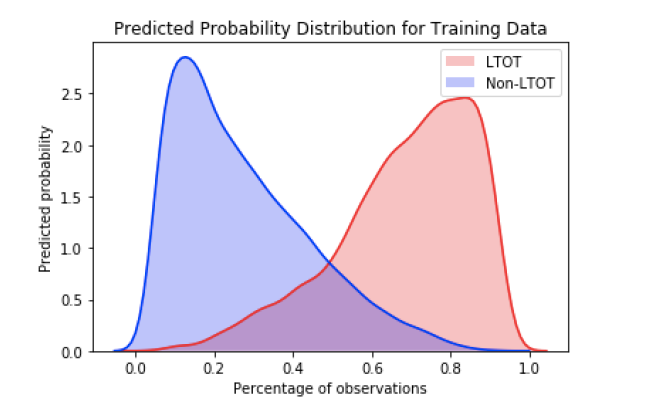 Predicted Probability Distribution for Training Data
LTOT
Non-LTOT
2.5
2.0
1.5
1.0
0.5
0.0
Predicted probability
0.0 0.2 0.4 0.6 0.8 1.0
Percentage of observations